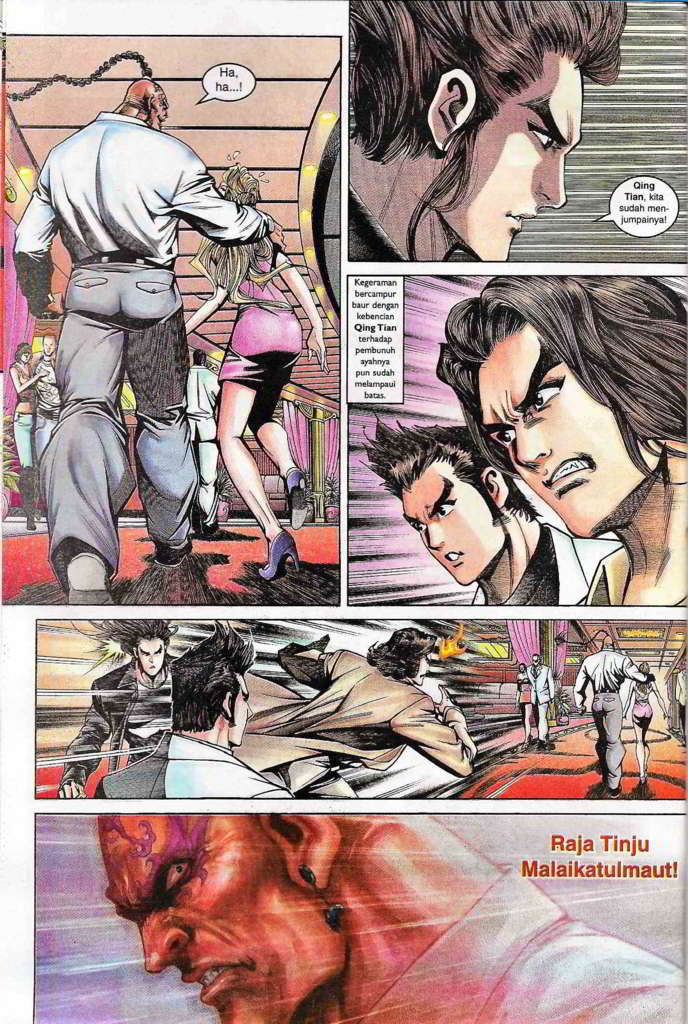 Ha,
ha...!
Qing
Tian, kita
sudah men-
jumpainya!
Kegeraman
bercampur
baur dengan
kebencian
Qing Tian
terhadap
pembunuh
ayahnya
pun sudah
melampaui
batas.
Raja Tinju
Malaikatulmaut!